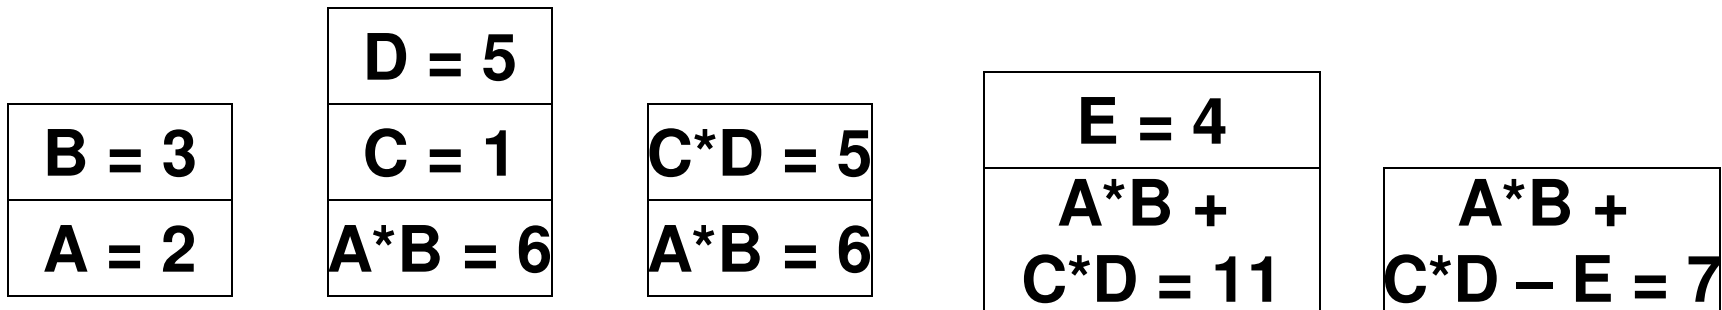 B = 3
A = 2
D = 5
C = 1
A*B = 6
C*D = 5
A*B = 6
E = 4
A*B +
C*D = 11
A*B +
C*D – E = 7